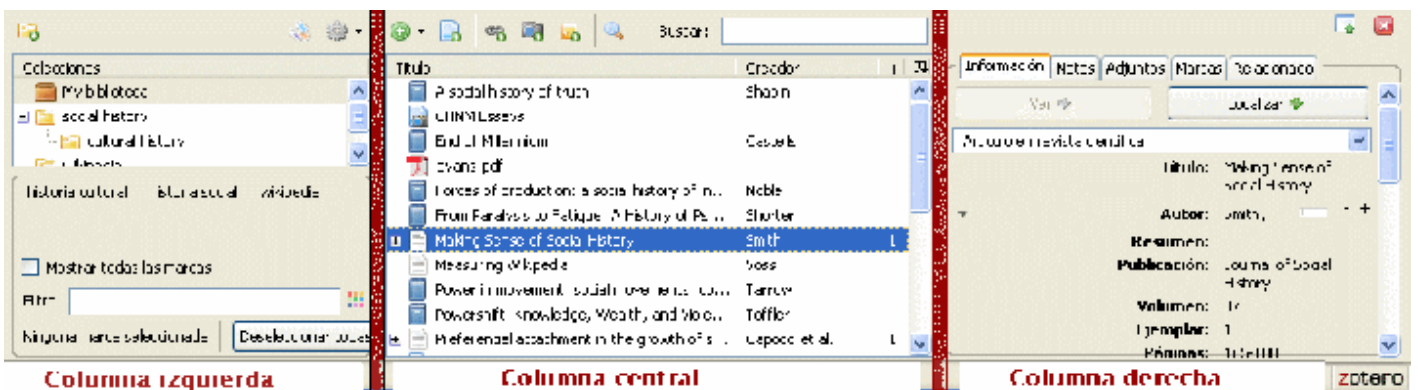 Buscar:
Colecciones
Mi biblioteca
social history
cultural history
historia cultural historia social wikipedia
Mostrar todas las marcas
Filtro:
Ninguna marca seleccionada Deseleccionar todas
Columna izquierda
Título Creador
A social history of truth Shapin
CHNM Essays
End of Millennium Castells
evans.pdf
Forces of production: a social history of in... Noble
From Paralysis to Fatigue: A History of Ps... Shorter
Making Sense of Social History Smith 1
Measuring Wikipedia Voss
Power in movement: social movements, co... Tarrow
Powershift: Knowledge, Wealth, and Viole... Toffler
Preferential attachment in the growth of s... Capocci et al. 1
Columna central
Información Notas Adjuntos Marcas Relacionado
Ver Localizar
Artículo en revista científica
Título: Making Sense of
Social History
Autor: Smith,
Resumen:
Publicación: Journal of Social
History
Volumen:
Ejemplar: 1
Páginas:
Columna derecha
zotero